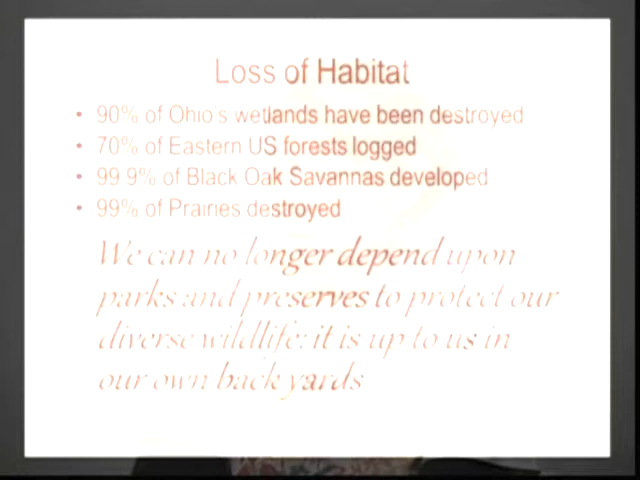 Loss of Habitat
• 90% of Ohio's wetlands have been destroyed
• 70% of Eastern US forests logged
• 99.9% of Black Oak Savannas developed
• 99% of Prairies destroyed
We can no longer depend upon
parks and preserves to protect our
diverse wildlife: it is up to us in
our own back yards